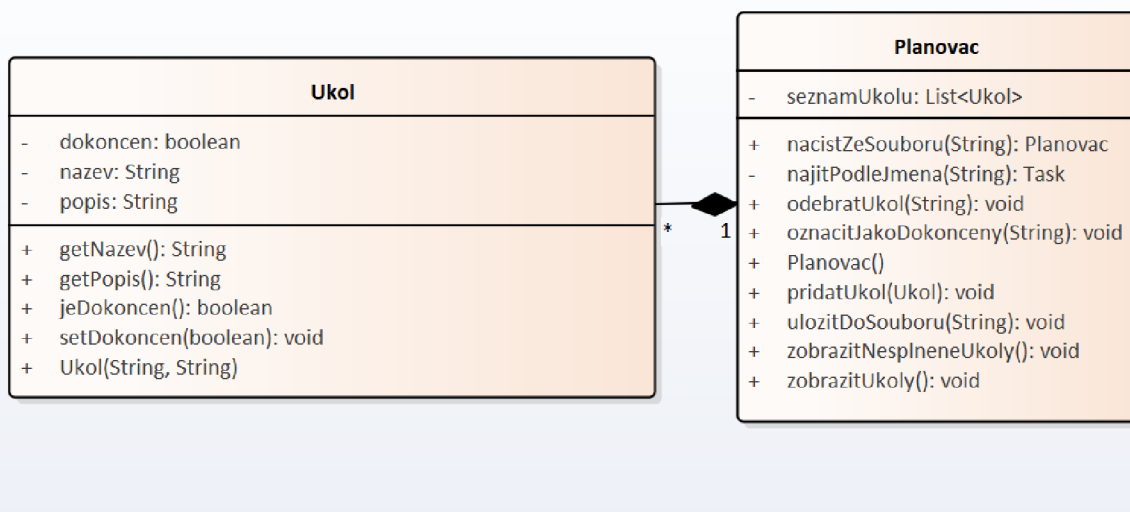 Ukol
- dokoncen: boolean
- nazev: String
- popis: String
+ getNazev(): String
+ getPopis(): String
+ jeDokoncen(): boolean
+ setDokoncen(boolean): void
+ Ukol(String, String)
* 1
Planovac
- seznamUkolu: List<Ukol>
+ nacistZeSouboru(String): Planovac
- najitPodleJmena(String): Task
+ odebratUkol(String): void
+ oznacitJakoDokonceny(String): void
+ Planovac()
+ pridatUkol(Ukol): void
+ ulozitDoSouboru(String): void
+ zobrazitNesplneneUkoly(): void
+ zobrazitUkoly(): void